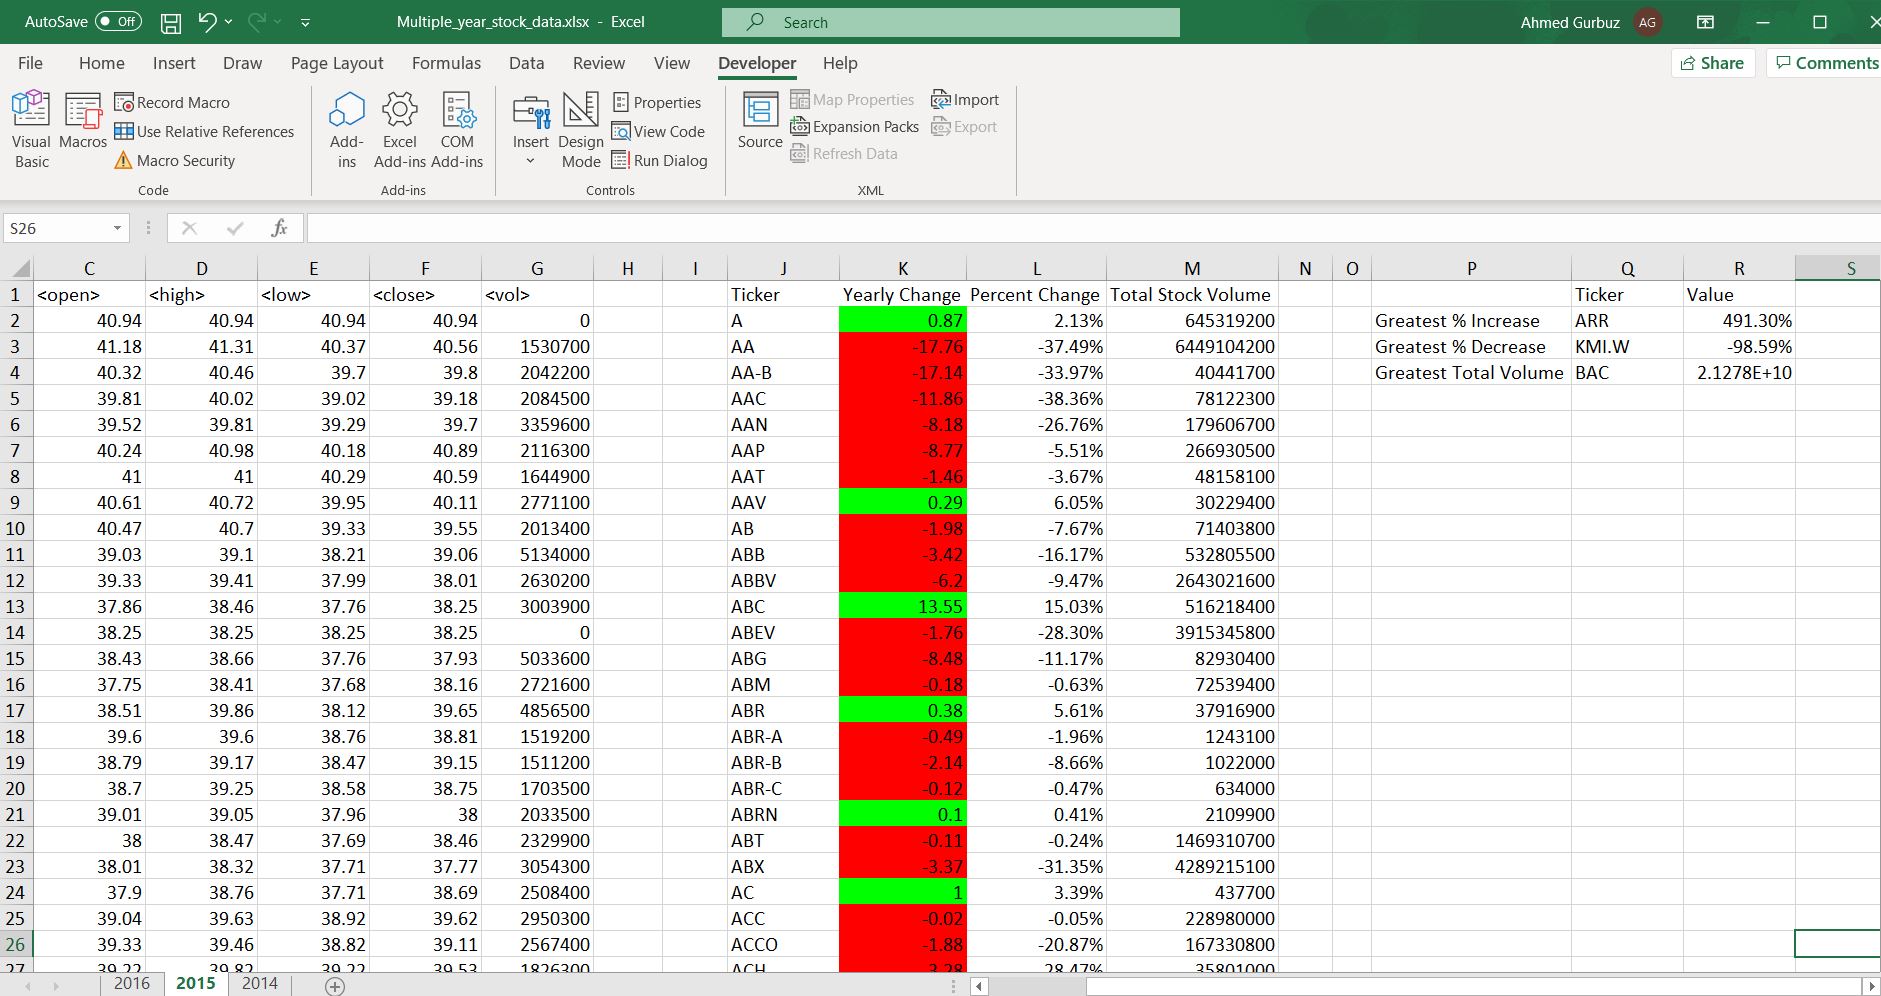 AutoSave Off Multiple_year_stock_data.xlsx - Excel Search Ahmed Gurbuz AG
File Home Insert Draw Page Layout Formulas Data Review View Developer Help Share Comments
Visual Basic
Macros
Record Macro
Use Relative References
Macro Security
Code
Add-ins
Excel Add-ins
COM Add-ins
Add-ins
Insert
Design Mode
Properties
View Code
Run Dialog
Controls
Source
Map Properties
Expansion Packs
Refresh Data
Import
Export
XML
S26 fx
C D E F G H I J K L M N O P Q R S
1 <open> <high> <low> <close> <vol> Ticker Yearly Change Percent Change Total Stock Volume Ticker Value
2 40.94 40.94 40.94 40.94 0 A 0.87 2.13% 645319200 Greatest % Increase ARR 491.30%
3 41.18 41.31 40.37 40.56 1530700 AA -17.76 -37.49% 6449104200 Greatest % Decrease KMI.W -98.59%
4 40.32 40.46 39.7 39.8 2042200 AA-B -17.14 -33.97% 40441700 Greatest Total Volume BAC 2.1278E+10
5 39.81 40.02 39.02 39.18 2084500 AAC -11.86 -38.36% 78122300
6 39.52 39.81 39.29 39.7 3359600 AAN -8.18 -26.76% 179606700
7 40.24 40.98 40.18 40.89 2116300 AAP -8.77 -5.51% 266930500
8 41 41 40.29 40.59 1644900 AAT -1.46 -3.67% 48158100
9 40.61 40.72 39.95 40.11 2771100 AAV 0.29 6.05% 30229400
10 40.47 40.7 39.33 39.55 2013400 AB -1.98 -7.67% 71403800
11 39.03 39.1 38.21 39.06 5134000 ABB -3.42 -16.17% 532805500
12 39.33 39.41 37.99 38.01 2630200 ABBV -6.2 -9.47% 2643021600
13 37.86 38.46 37.76 38.25 3003900 ABC 13.55 15.03% 516218400
14 38.25 38.25 38.25 38.25 0 ABEV -1.76 -28.30% 3915345800
15 38.43 38.66 37.76 37.93 5033600 ABG -8.48 -11.17% 82930400
16 37.75 38.41 37.68 38.16 2721600 ABM -0.18 -0.63% 72539400
17 38.51 39.86 38.12 39.65 4856500 ABR 0.38 5.61% 37916900
18 39.6 39.6 38.76 38.81 1519200 ABR-A -0.49 -1.96% 1243100
19 38.79 39.17 38.47 39.15 1511200 ABR-B -2.14 -8.66% 1022000
20 38.7 39.25 38.58 38.75 1703500 ABR-C -0.12 -0.47% 634000
21 39.01 39.05 37.96 38 2033500 ABRN 0.1 0.41% 2109900
22 38 38.47 37.69 38.46 2329900 ABT -0.11 -0.24% 1469310700
23 38.01 38.32 37.71 37.77 3054300 ABX -3.37 -31.35% 4289215100
24 37.9 38.76 37.71 38.69 2508400 AC 1 3.39% 437700
25 39.04 39.63 38.92 39.62 2950300 ACC -0.02 -0.05% 228980000
26 39.33 39.46 38.82 39.11 2567400 ACCO -1.88 -20.87% 167330800
27 39.22 39.82 39.22 39.53 1826300 ACH -3.28 -28.47% 35801000
2016 2015 2014